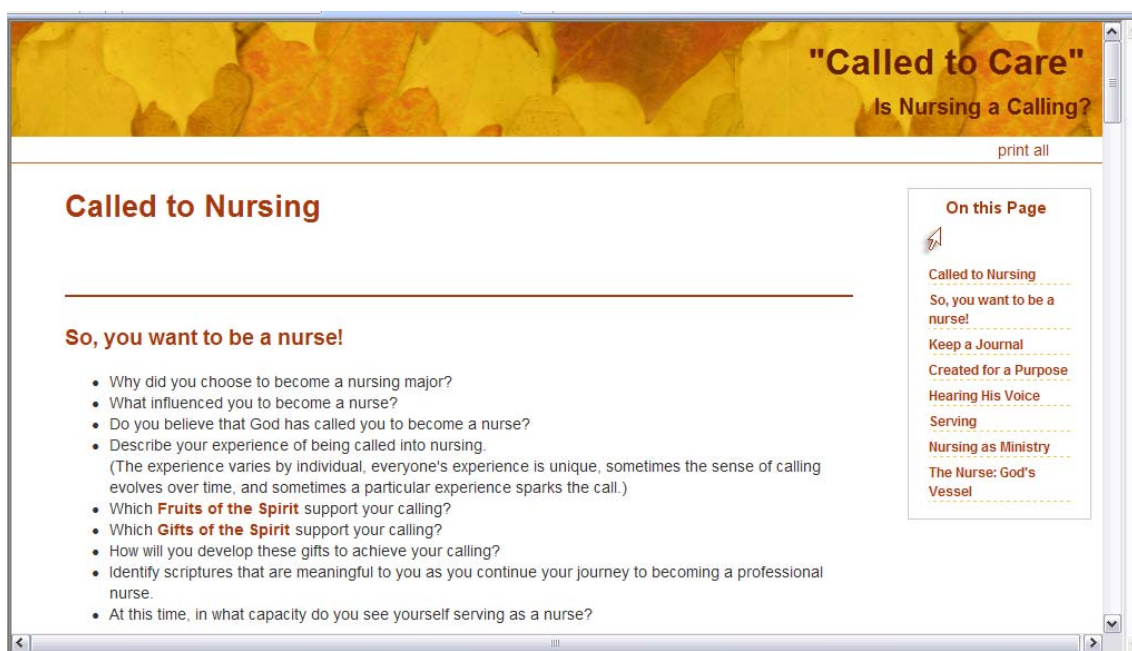 "Called to Care"
Is Nursing a Calling?
print all
Called to Nursing
So, you want to be a nurse!
• Why did you choose to become a nursing major?
• What influenced you to become a nurse?
• Do you believe that God has called you to become a nurse?
• Describe your experience of being called into nursing.
(The experience varies by individual, everyone's experience is unique, sometimes the sense of calling
evolves over time, and sometimes a particular experience sparks the call.)
• Which Fruits of the Spirit support your calling?
• Which Gifts of the Spirit support your calling?
• How will you develop these gifts to achieve your calling?
• Identify scriptures that are meaningful to you as you continue your journey to becoming a professional
nurse.
• At this time, in what capacity do you see yourself serving as a nurse?
On this Page
Called to Nursing
So, you want to be a
nurse!
Keep a Journal
Created for a Purpose
Hearing His Voice
Serving
Nursing as Ministry
The Nurse: God's
Vessel